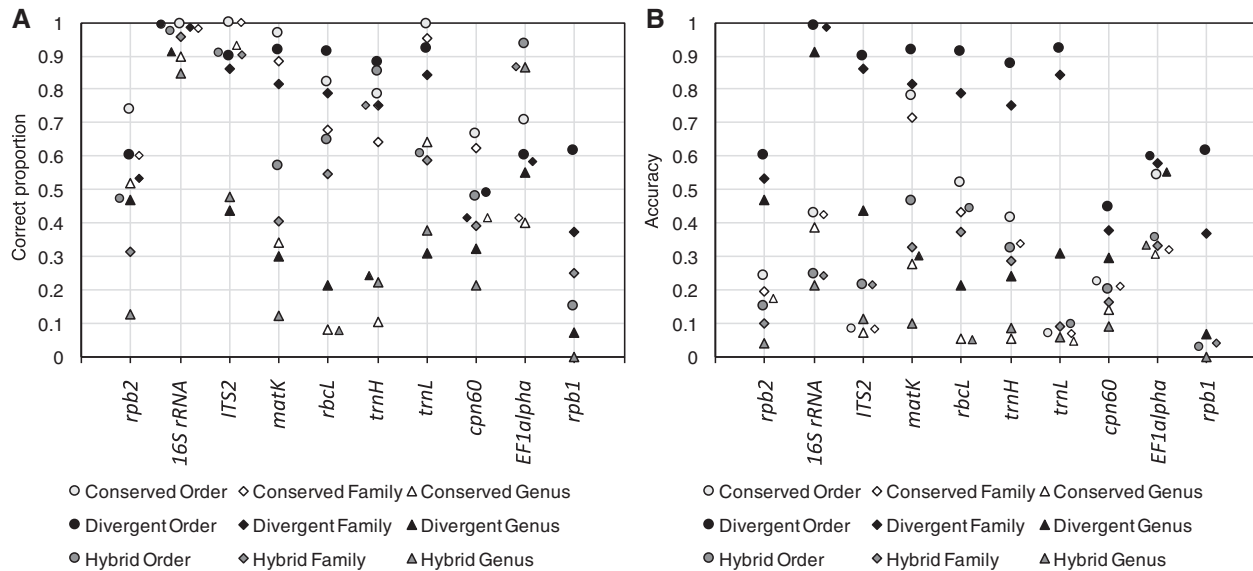 A
B
Correct proportion
1
0.9
0.8
0.7
0.6
0.5
0.4
0.3
0.2
0.1
0
rpb2
16S rRNA
ITS2
matK
rbcL
trnH
trnL
cpn60
EF1alpha
rpb1
Conserved Order Conserved Family Conserved Genus
Divergent Order Divergent Family Divergent Genus
Hybrid Order Hybrid Family Hybrid Genus
Accuracy
1
0.9
0.8
0.7
0.6
0.5
0.4
0.3
0.2
0.1
0
rpb2
16S rRNA
ITS2
matK
rbcL
trnH
trnL
cpn60
EF1alpha
rpb1
Conserved Order Conserved Family Conserved Genus
Divergent Order Divergent Family Divergent Genus
Hybrid Order Hybrid Family Hybrid Genus